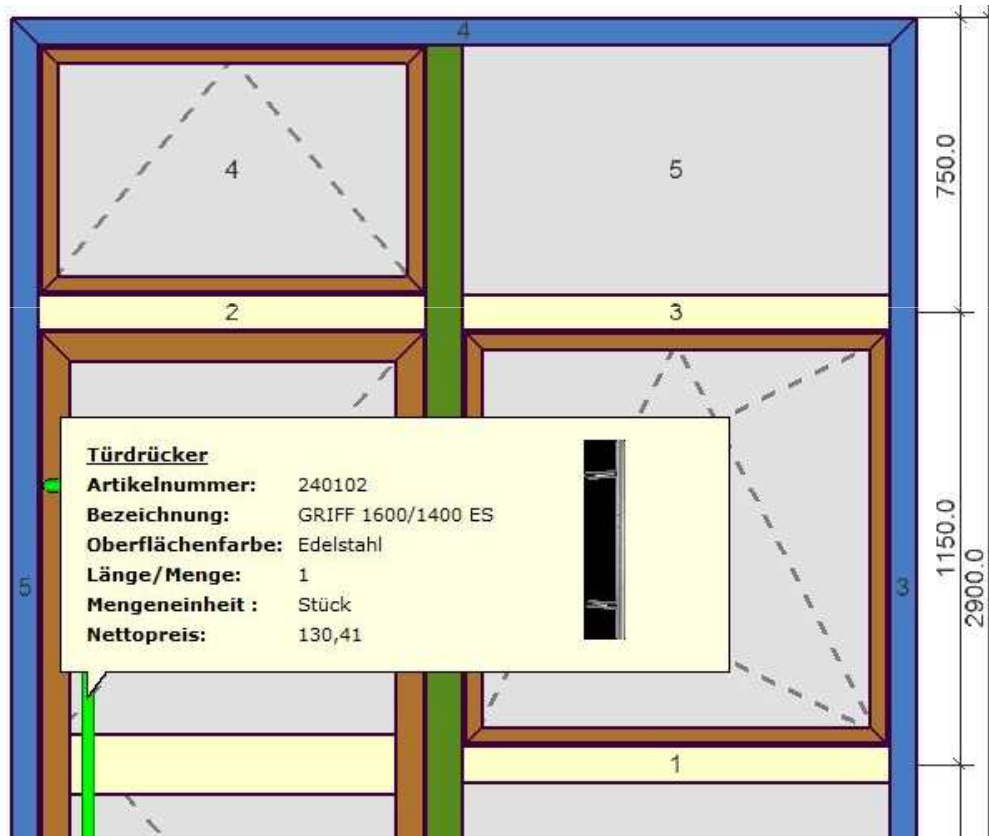 4
4
5
750.0
2
3
Türdrücker
Artikelnummer: 240102
Bezeichnung: GRIFF 1600/1400 ES
Oberflächenfarbe: Edelstahl
Länge/Menge: 1
Mengeneinheit : Stück
Nettopreis: 130,41
5
3
1150.0
2900.0
1